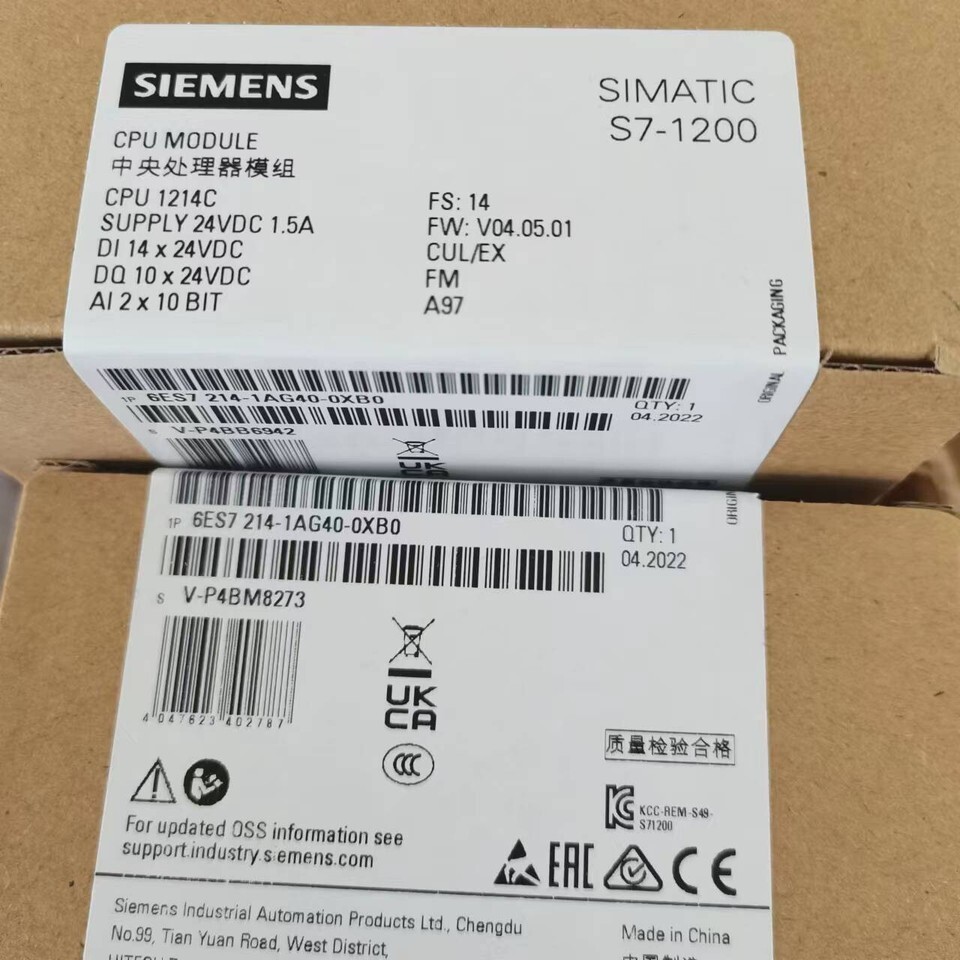 SIEMENS
SIMATIC
S7-1200
CPU MODULE
中央处理器模组
CPU 1214C
SUPPLY 24VDC 1.5A
DI 14 x 24VDC
DQ 10 x 24VDC
AI 2 x 10 BIT
FS: 14
FW: V04.05.01
CUL/EX
FM
A97
ORIGINAL PACKAGING
1P 6ES7 214-1AG40-0XB0
QTY: 1
04.2022
S V-P4BB6942
UK
CA
1P 6ES7 214-1AG40-0XB0
QTY: 1
04.2022
S V-P4BM8273
4 047623 402787
UK
CA
CCC
质量检验合格
KCC-REM-S49-
S71200
For updated OSS information see
support.industry.siemens.com
EAC
CE
Siemens Industrial Automation Products Ltd., Chengdu
No.99, Tian Yuan Road, West District,
Made in China